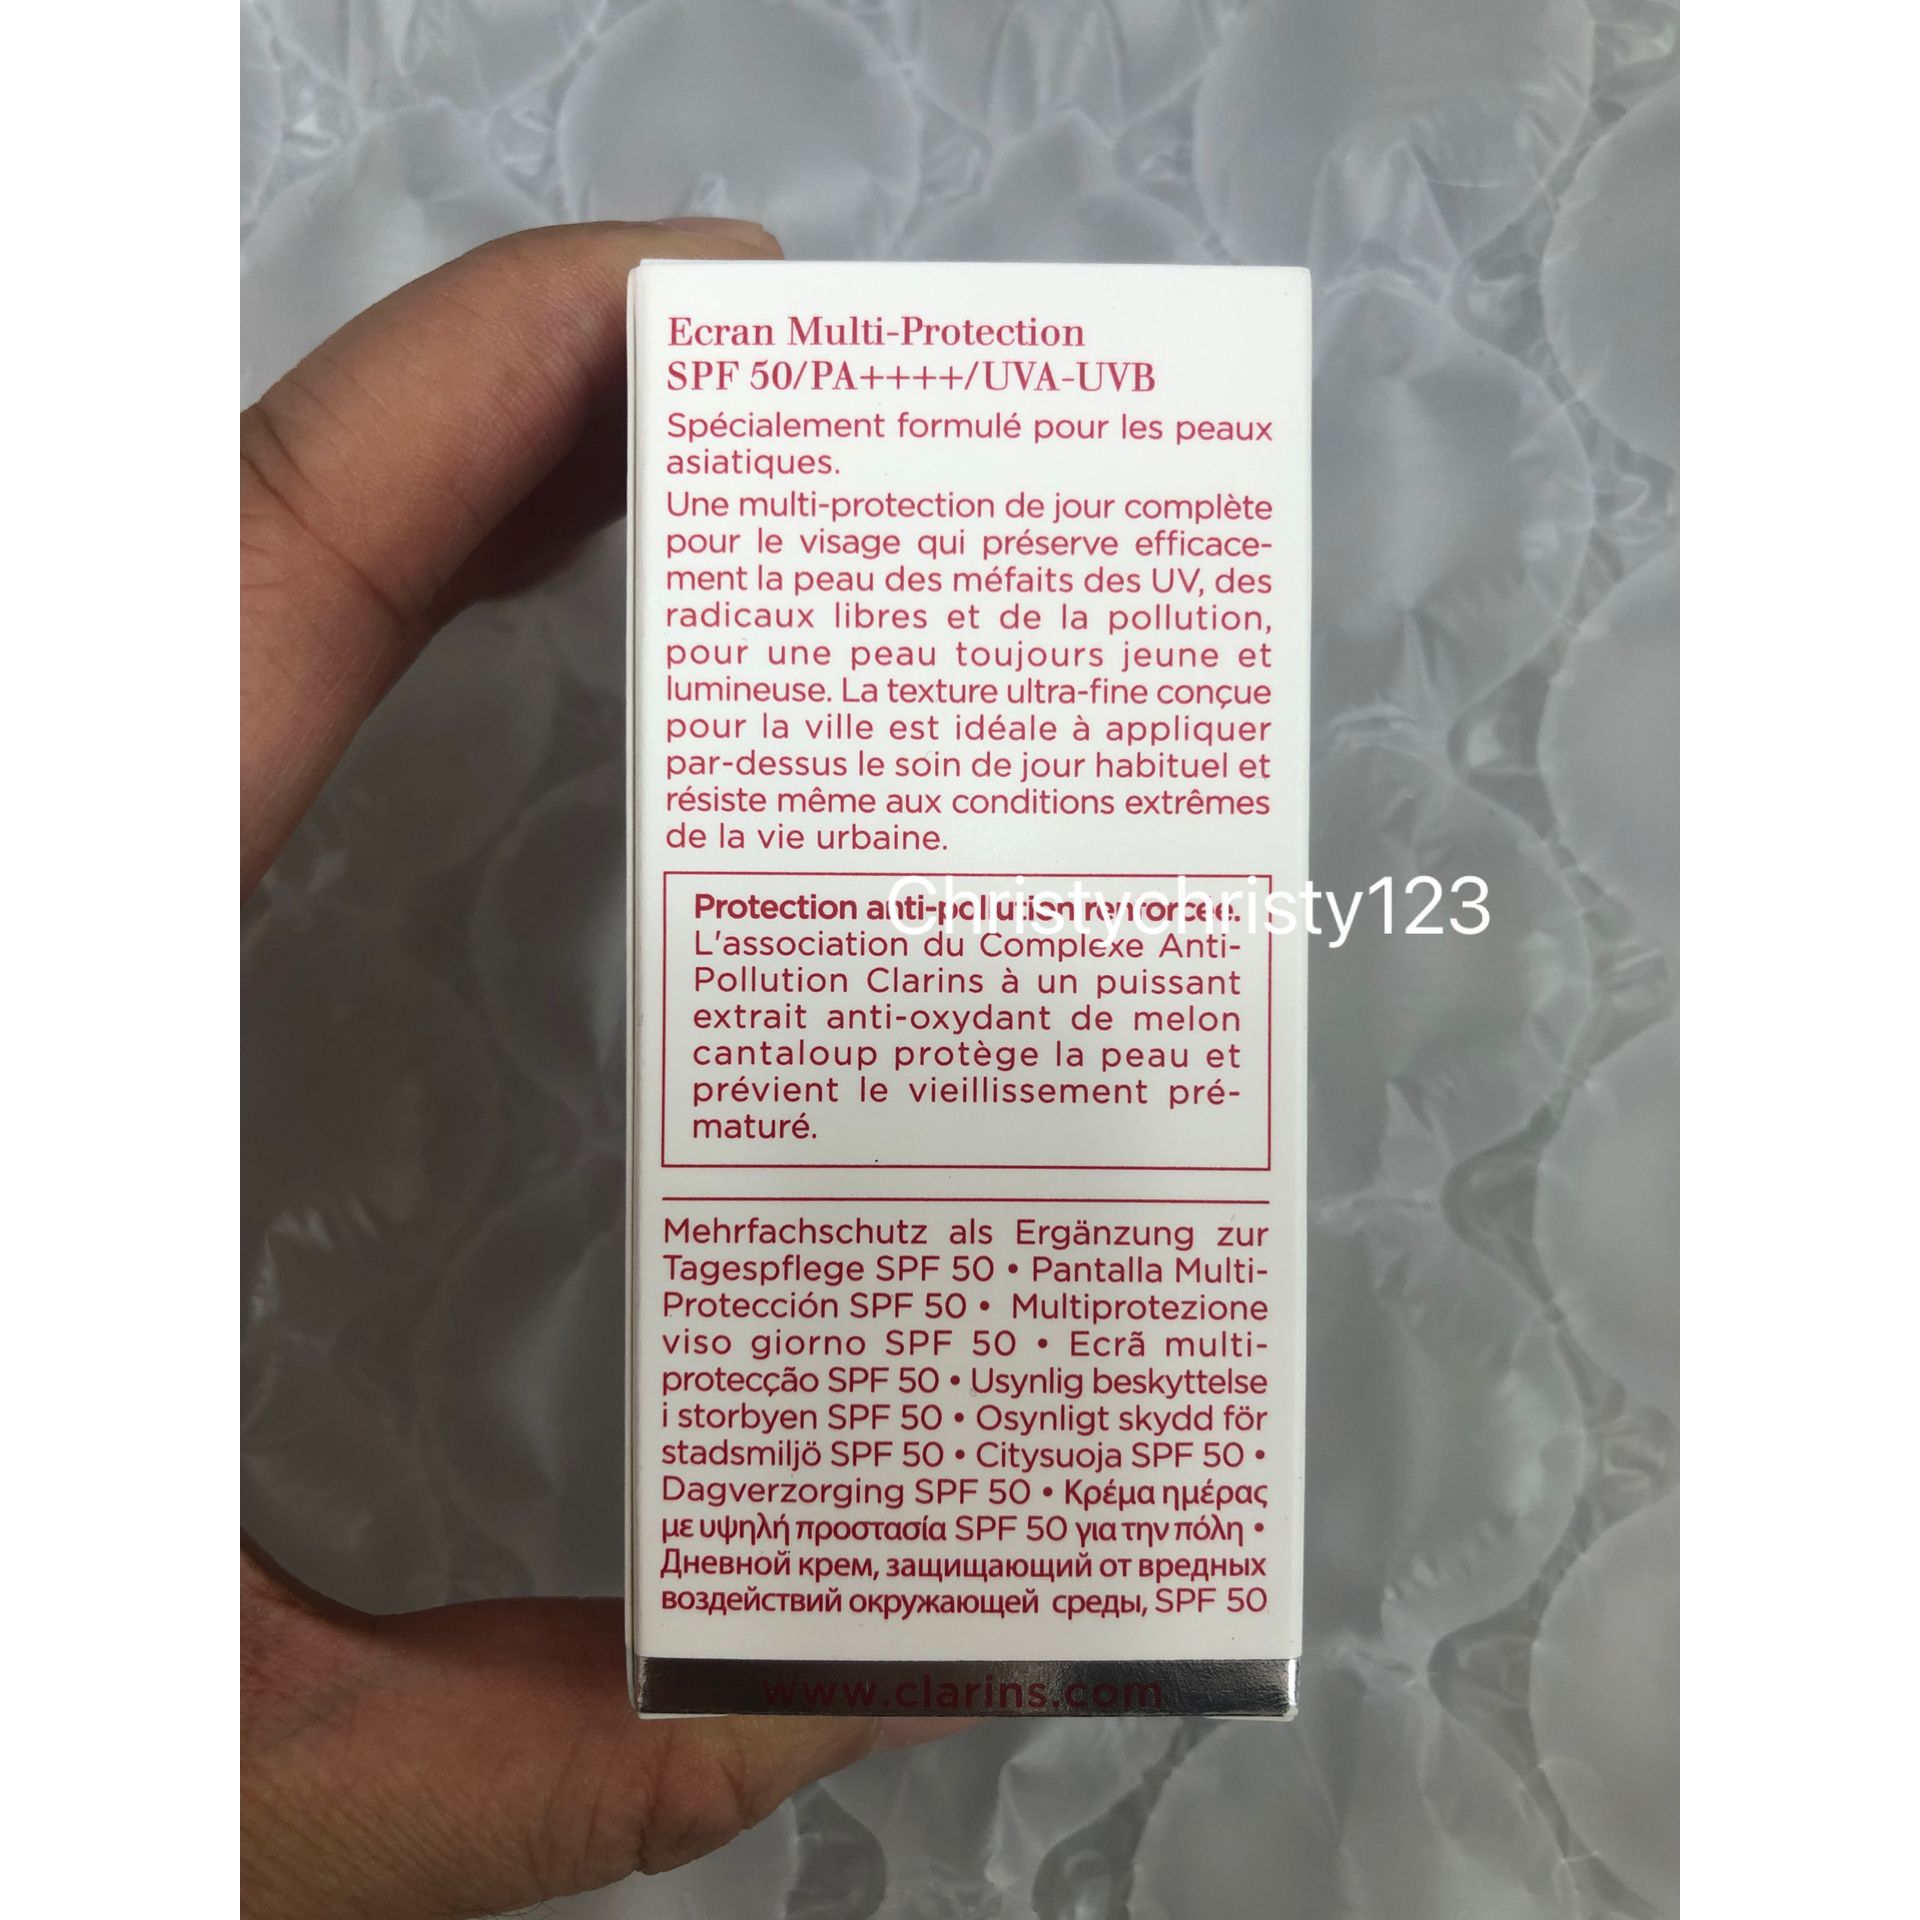 Ecran Multi-Protection
SPF 50/PA++++/UVA-UVB
Spécialement formulé pour les peaux
asiatiques.
Une multi-protection de jour complète
pour le visage qui préserve efficace-
ment la peau des méfaits des UV, des
radicaux libres et de la pollution,
pour une peau toujours jeune et
lumineuse. La texture ultra-fine conçue
pour la ville est idéale à appliquer
par-dessus le soin de jour habituel et
résiste même aux conditions extrêmes
de la vie urbaine.
Protection anti-pollution renforcée.
Christychristy123
L'association du Complexe Anti-
Pollution Clarins à un puissant
extrait anti-oxydant de melon
cantaloup protège la peau et
prévient le vieillissement pré-
maturé.
Mehrfachschutz als Ergänzung zur
Tagespflege SPF 50 • Pantalla Multi-
Protección SPF 50 • Multiprotezione
viso giorno SPF 50 • Ecrã multi-
protecção SPF 50 • Usynlig beskyttelse
i storbyen SPF 50 • Osynligt skydd för
stadsmiljö SPF 50 • Citysuoja SPF 50 •
Dagverzorging SPF 50 • Κρέμα ημέρας
με υψηλή προστασία SPF 50 για την πόλη •
Дневной крем, защищающий от вредных
воздействий окружающей среды, SPF 50
www.clarins.com